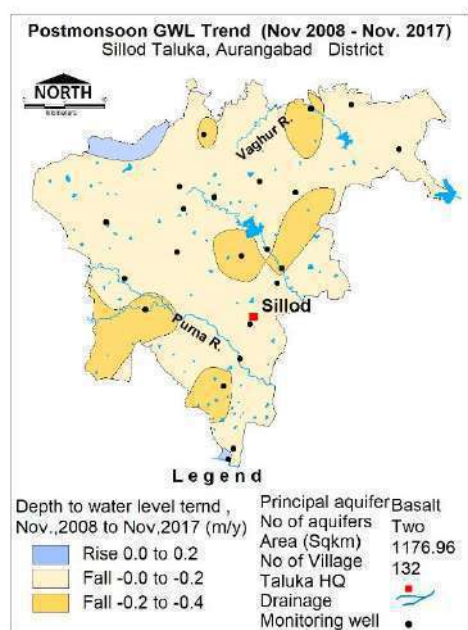 Postmonsoon GWL Trend (Nov 2008 - Nov. 2017)
Sillod Taluka, Aurangabad District
NORTH
Vaghur R.
Sillod
Purna R.
Legend
Depth to water level temd ,
Nov.,2008 to Nov,2017 (m/y)
Rise 0.0 to 0.2
Fall -0.0 to -0.2
Fall -0.2 to -0.4
Principal aquifer Basalt
No of aquifers Two
Area (Sqkm) 1176.96
No of Village 132
Taluka HQ
Drainage
Monitoring well